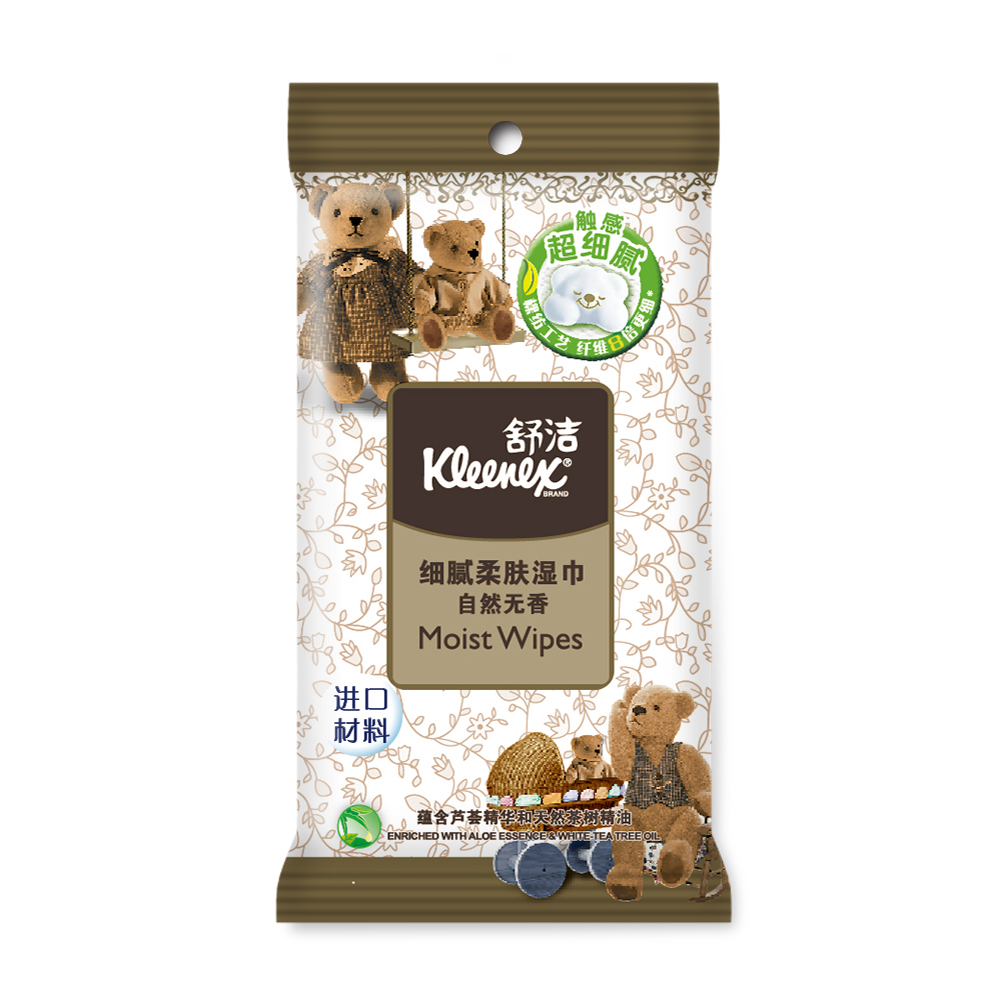 触感
超细腻
棵纺工艺 纤维8倍更细*
舒洁
Kleenex®
BRAND
细腻柔肤湿巾
自然无香
Moist Wipes
进口
材料
蕴含芦荟精华和天然茶树精油
ENRICHED WITH ALOE ESSENCE & WHITE-TEA TREE OIL